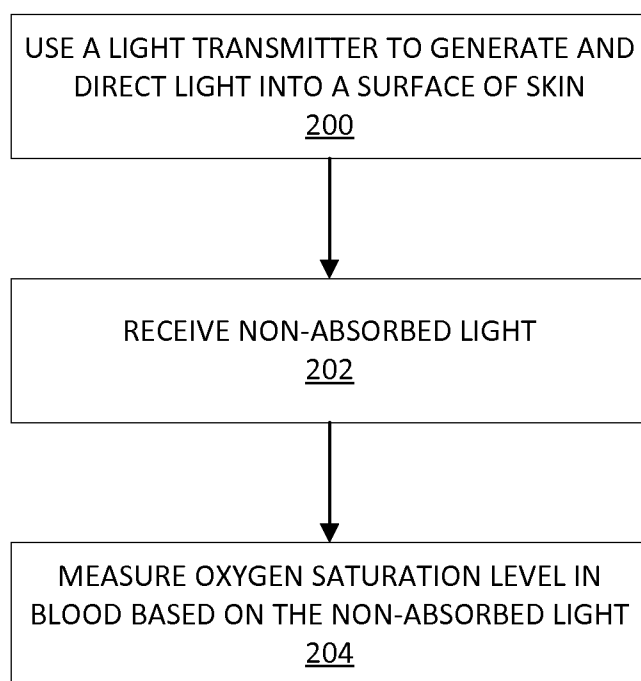 USE A LIGHT TRANSMITTER TO GENERATE AND
DIRECT LIGHT INTO A SURFACE OF SKIN
200
RECEIVE NON-ABSORBED LIGHT
202
MEASURE OXYGEN SATURATION LEVEL IN
BLOOD BASED ON THE NON-ABSORBED LIGHT
204